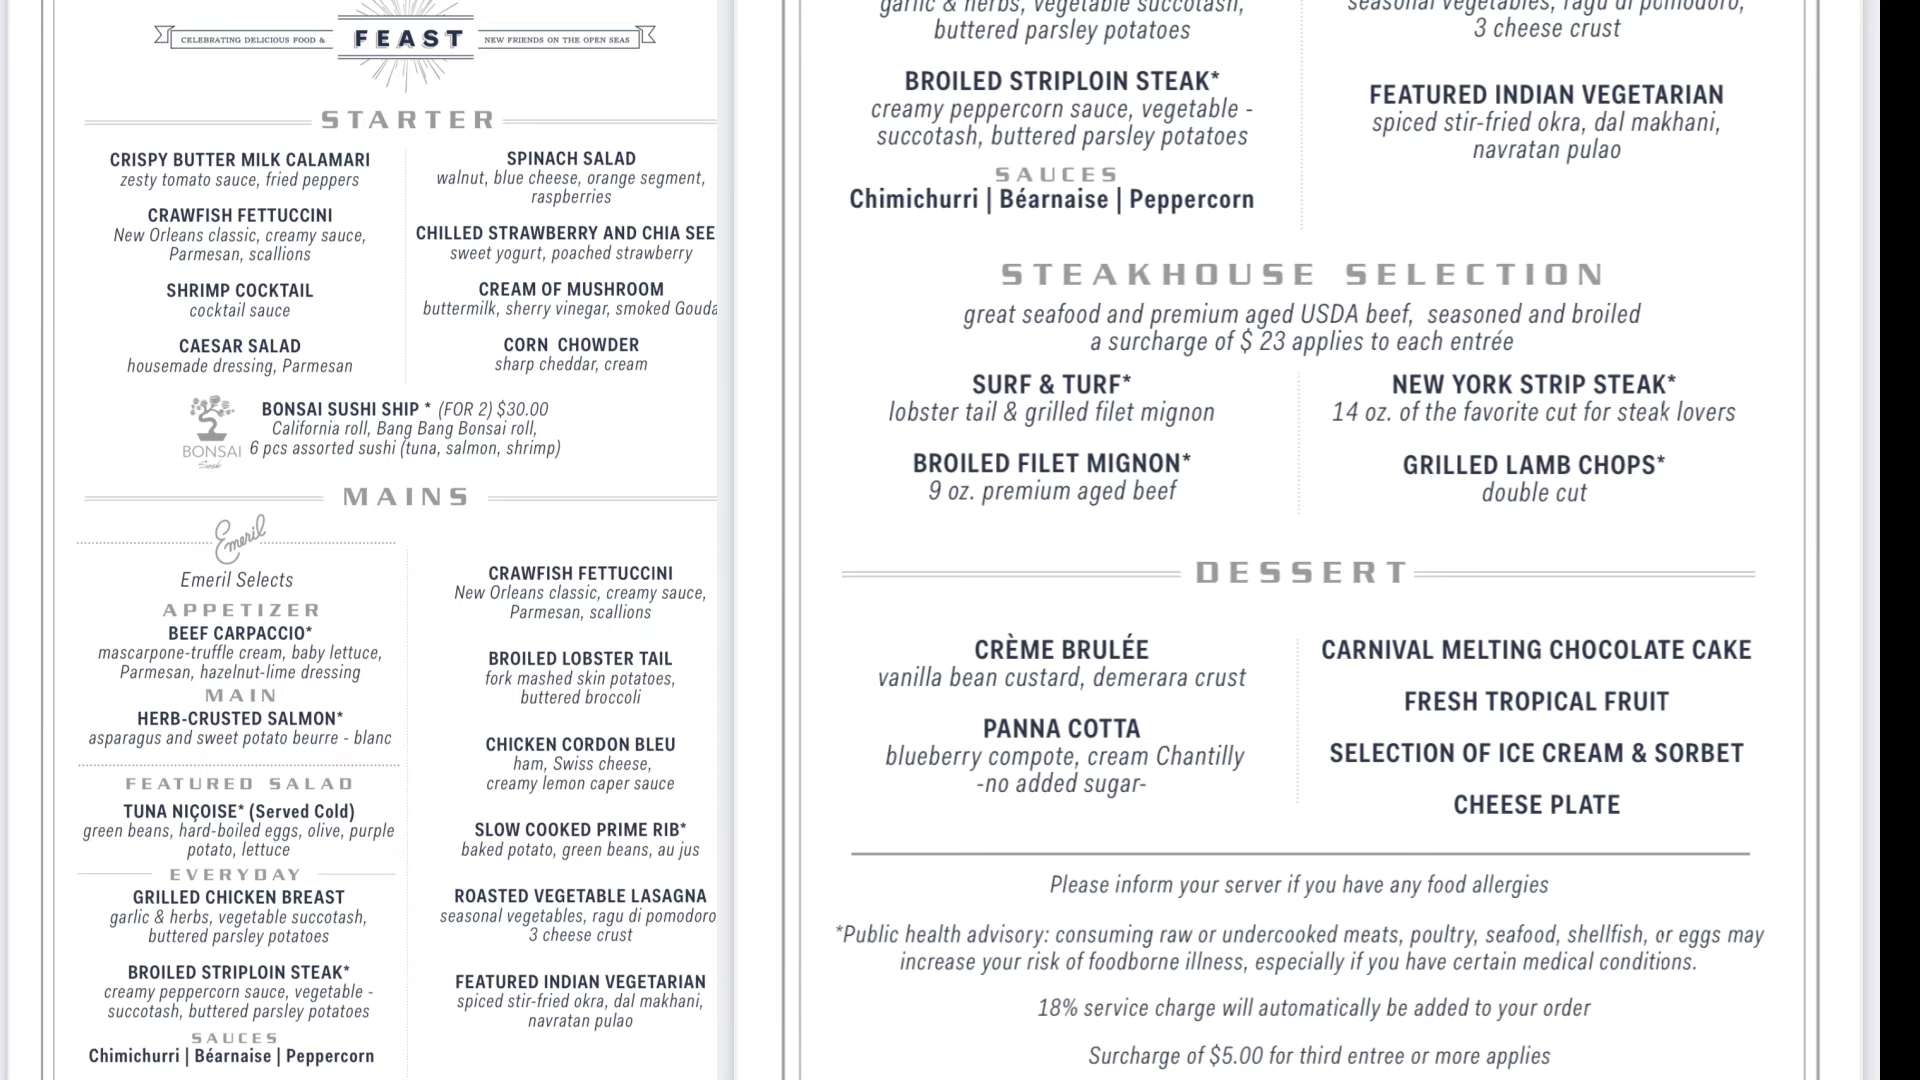 CELEBRATING DELICIOUS FOOD &
FEAST
NEW FRIENDS ON THE OPEN SEAS
STARTER
CRISPY BUTTER MILK CALAMARI
zesty tomato sauce, fried peppers
CRAWFISH FETTUCCINI
New Orleans classic, creamy sauce,
Parmesan, scallions
SHRIMP COCKTAIL
cocktail sauce
CAESAR SALAD
housemade dressing, Parmesan
SPINACH SALAD
walnut, blue cheese, orange segment,
raspberries
CHILLED STRAWBERRY AND CHIA SEE
sweet yogurt, poached strawberry
CREAM OF MUSHROOM
buttermilk, sherry vinegar, smoked Gouda
CORN CHOWDER
sharp cheddar, cream
BONSAI
Sushi
BONSAI SUSHI SHIP * (FOR 2) $30.00
California roll, Bang Bang Bonsai roll,
6 pcs assorted sushi (tuna, salmon, shrimp)
MAINS
Emeril
Emeril Selects
APPETIZER
BEEF CARPACCIO*
mascarpone-truffle cream, baby lettuce,
Parmesan, hazelnut-lime dressing
MAIN
HERB-CRUSTED SALMON*
asparagus and sweet potato beurre - blanc
FEATURED SALAD
TUNA NIÇOISE* (Served Cold)
green beans, hard-boiled eggs, olive, purple
potato, lettuce
EVERYDAY
GRILLED CHICKEN BREAST
garlic & herbs, vegetable succotash,
buttered parsley potatoes
BROILED STRIPLOIN STEAK*
creamy peppercorn sauce, vegetable -
succotash, buttered parsley potatoes
SAUCES
Chimichurri | Béarnaise | Peppercorn
CRAWFISH FETTUCCINI
New Orleans classic, creamy sauce,
Parmesan, scallions
BROILED LOBSTER TAIL
fork mashed skin potatoes,
buttered broccoli
CHICKEN CORDON BLEU
ham, Swiss cheese,
creamy lemon caper sauce
SLOW COOKED PRIME RIB*
baked potato, green beans, au jus
ROASTED VEGETABLE LASAGNA
seasonal vegetables, ragu di pomodoro
3 cheese crust
FEATURED INDIAN VEGETARIAN
spiced stir-fried okra, dal makhani,
navratan pulao
garlic & herbs, vegetable succotash,
buttered parsley potatoes
BROILED STRIPLOIN STEAK*
creamy peppercorn sauce, vegetable -
succotash, buttered parsley potatoes
SAUCES
Chimichurri | Béarnaise | Peppercorn
seasonal vegetables, ragu di pomodoro,
3 cheese crust
FEATURED INDIAN VEGETARIAN
spiced stir-fried okra, dal makhani,
navratan pulao
STEAKHOUSE SELECTION
great seafood and premium aged USDA beef, seasoned and broiled
a surcharge of $ 23 applies to each entrée
SURF & TURF*
lobster tail & grilled filet mignon
BROILED FILET MIGNON*
9 oz. premium aged beef
NEW YORK STRIP STEAK*
14 oz. of the favorite cut for steak lovers
GRILLED LAMB CHOPS*
double cut
DESSERT
CRÈME BRULÉE
vanilla bean custard, demerara crust
PANNA COTTA
blueberry compote, cream Chantilly
-no added sugar-
CARNIVAL MELTING CHOCOLATE CAKE
FRESH TROPICAL FRUIT
SELECTION OF ICE CREAM & SORBET
CHEESE PLATE
Please inform your server if you have any food allergies
*Public health advisory: consuming raw or undercooked meats, poultry, seafood, shellfish, or eggs may
increase your risk of foodborne illness, especially if you have certain medical conditions.
18% service charge will automatically be added to your order
Surcharge of $5.00 for third entree or more applies